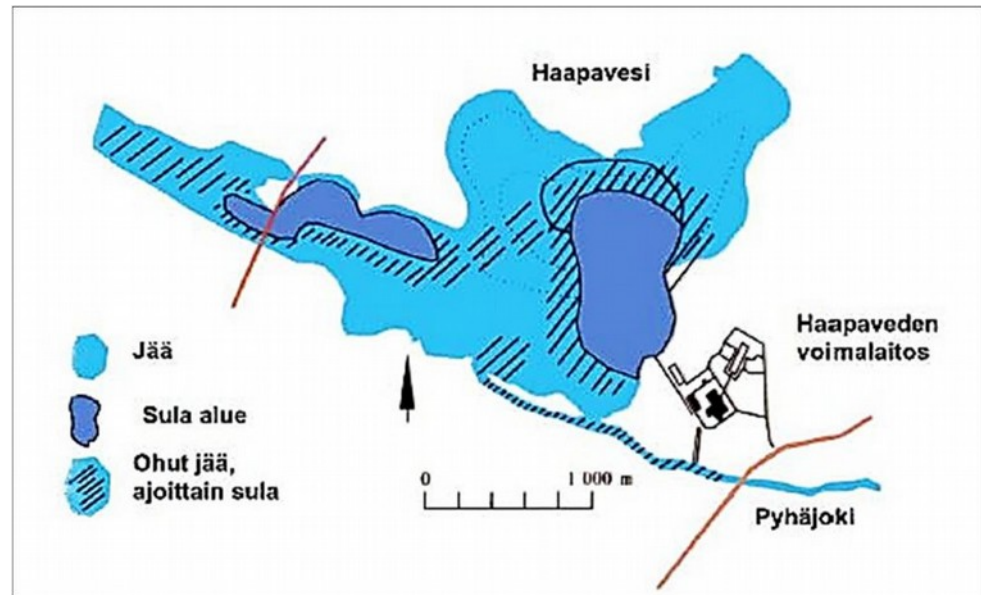 Haapavesi
Haapaveden
voimalaitos
Jää
Sula alue
Ohut jää,
ajoittain sula
0 1 000 m
Pyhäjoki